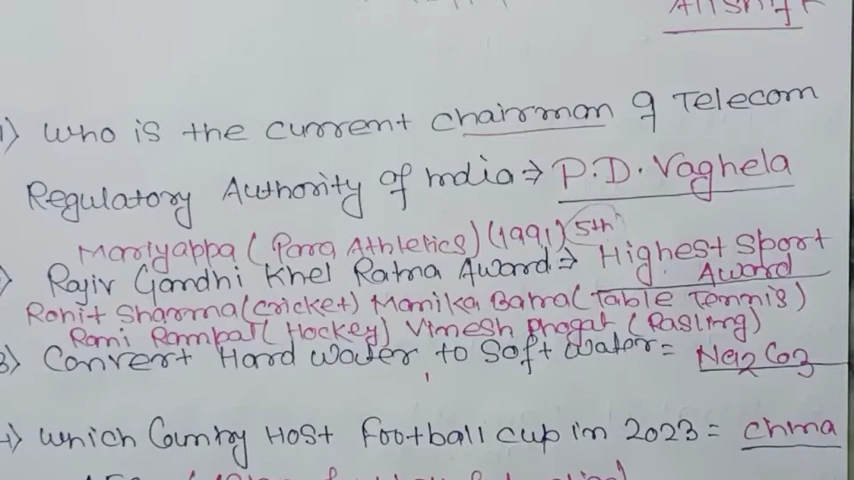 All Shift
1) Who is the current chairman of Telecom
Regulatory Authority of India ⇒ P.D. Vaghela
Mariyappa (Para Athletics) (1991) 5th
Rajiv Gandhi Khel Ratna Award ⇒ Highest Sport
Award
Rohit Sharma (cricket) Manika Batra (Table Tennis)
Rani Rampal (Hockey) Vinesh Phogat (Rasling)
3) Convert Hard water to Soft water = Na2CO3
which Country Host Football cup in 2023 = China